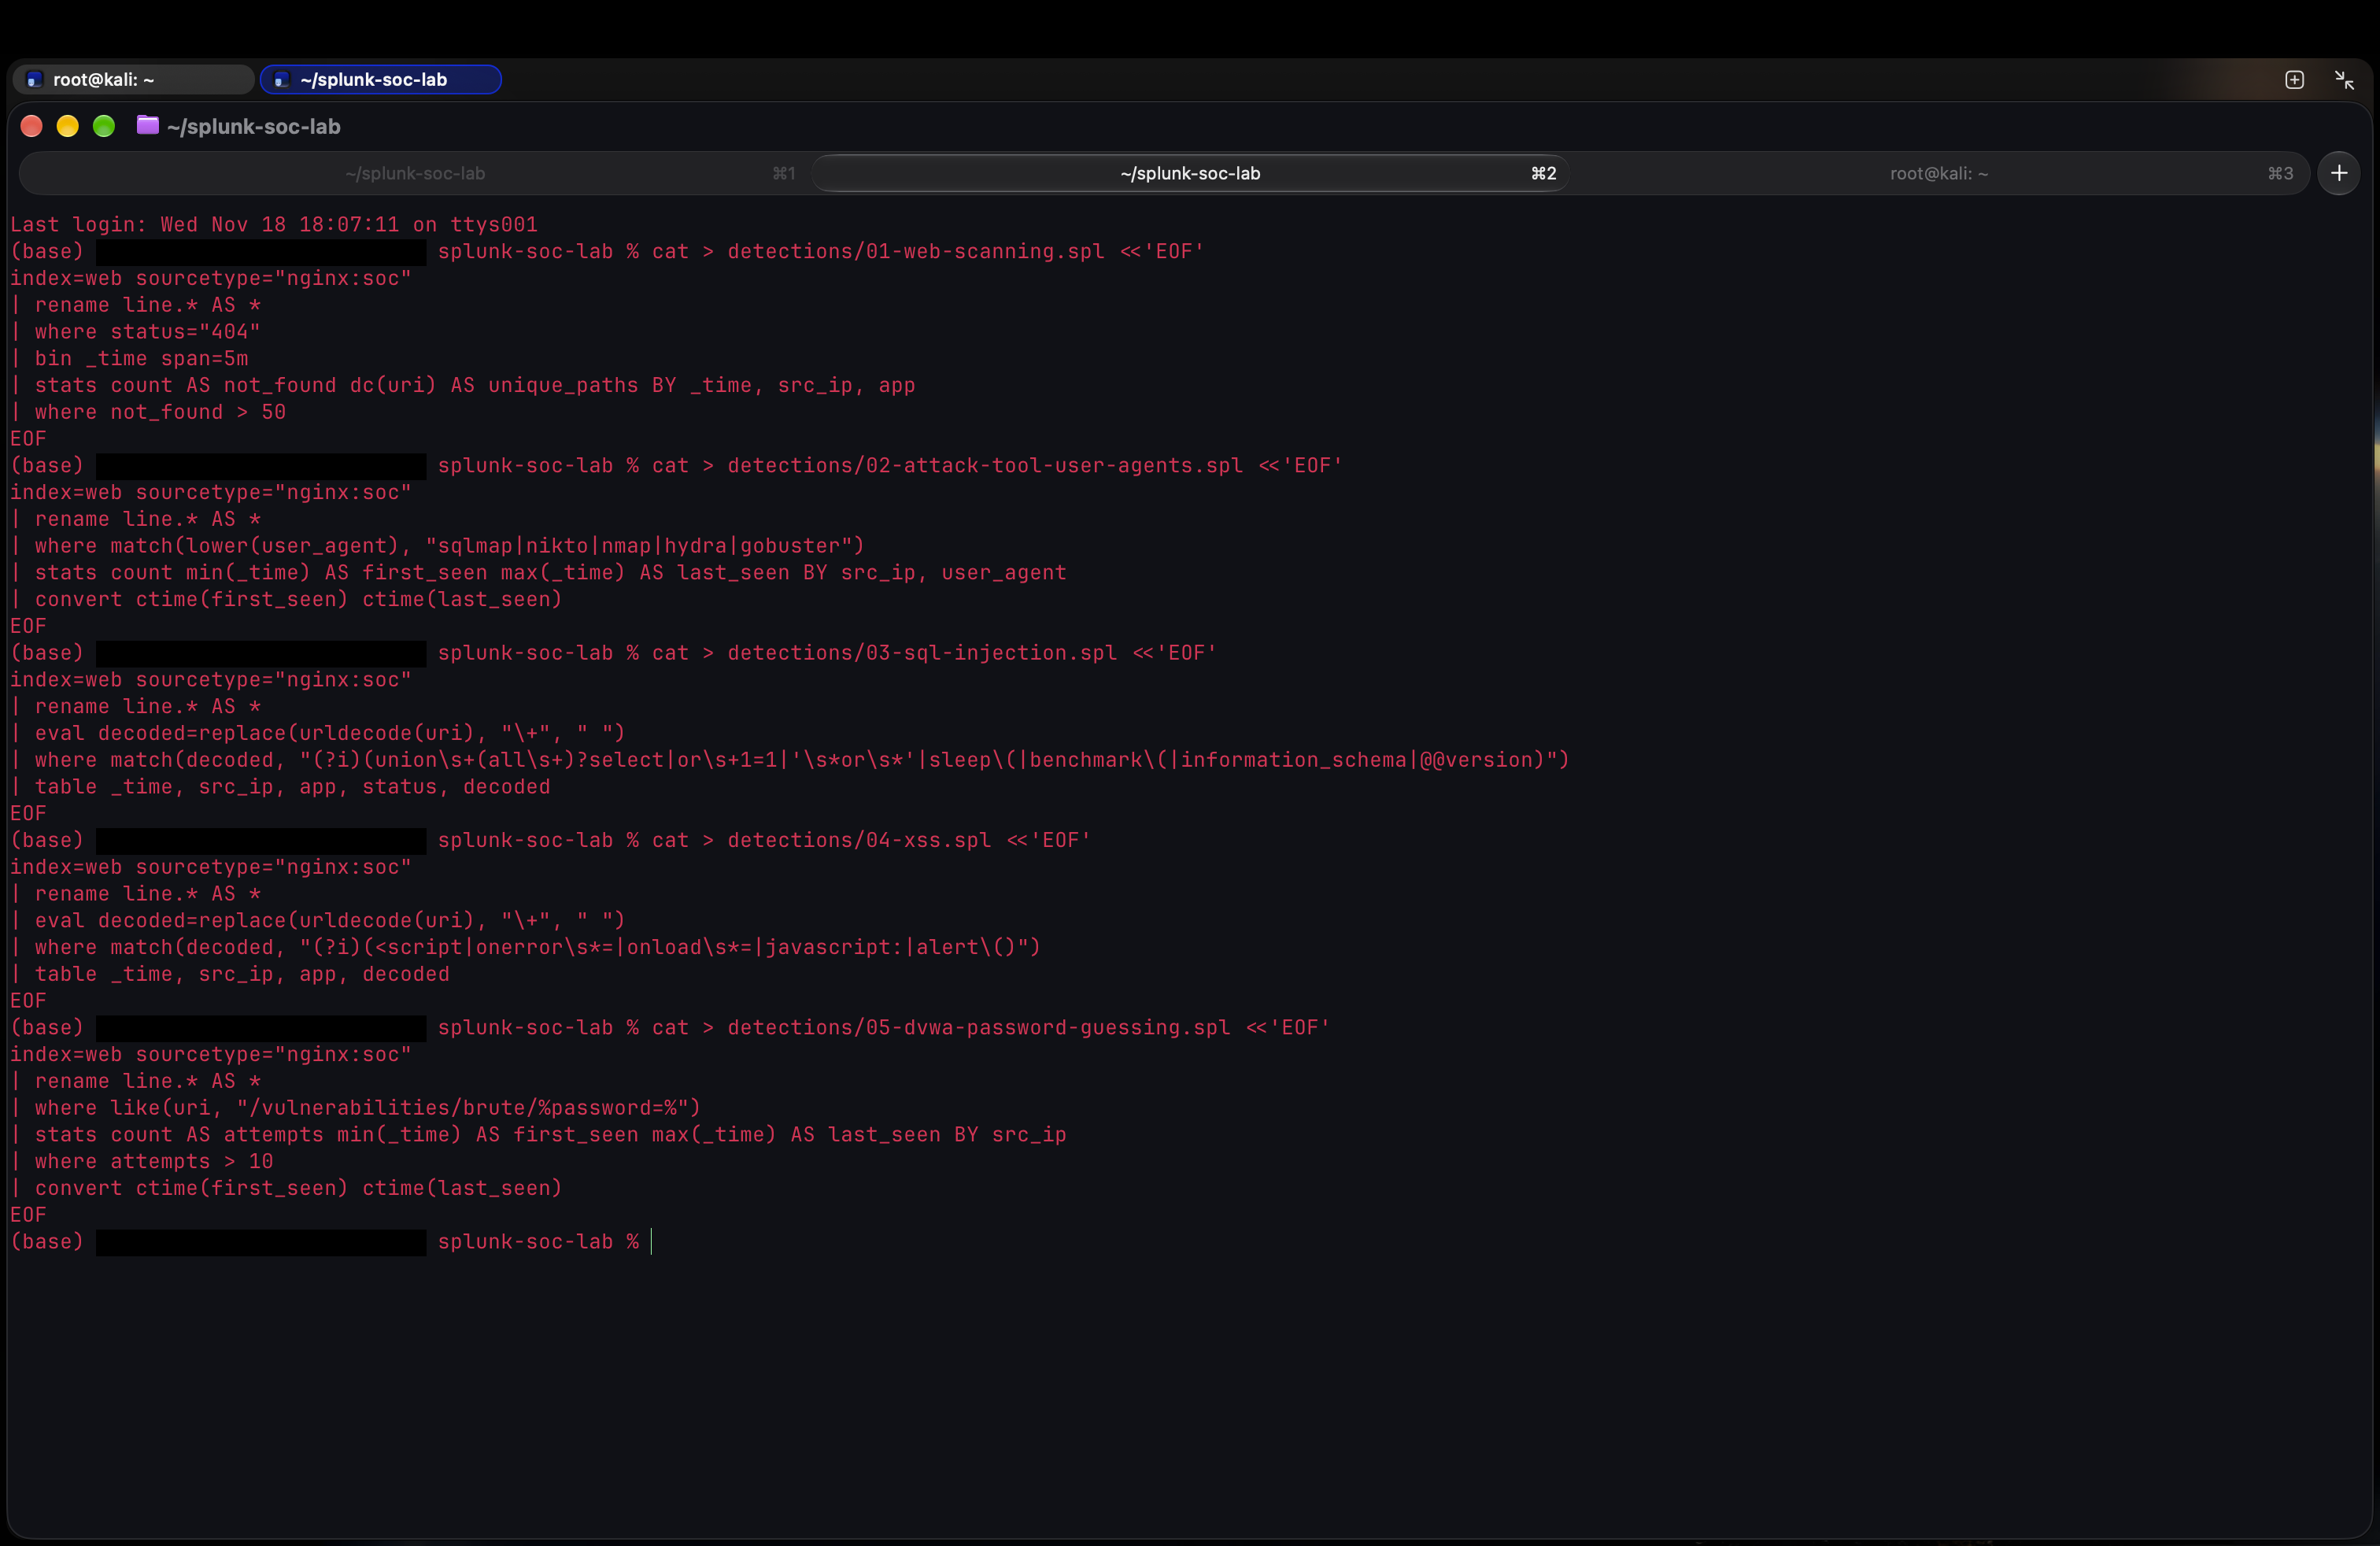 root@kali: ~
~/splunk-soc-lab
~/splunk-soc-lab
~/splunk-soc-lab ⌘1
~/splunk-soc-lab ⌘2
root@kali: ~ ⌘3
Last login: Wed Nov 18 18:07:11 on ttys001
(base) splunk-soc-lab % cat > detections/01-web-scanning.spl <<'EOF'
index=web sourcetype="nginx:soc"
| rename line.* AS *
| where status="404"
| bin _time span=5m
| stats count AS not_found dc(uri) AS unique_paths BY _time, src_ip, app
| where not_found > 50
EOF
(base) splunk-soc-lab % cat > detections/02-attack-tool-user-agents.spl <<'EOF'
index=web sourcetype="nginx:soc"
| rename line.* AS *
| where match(lower(user_agent), "sqlmap|nikto|nmap|hydra|gobuster")
| stats count min(_time) AS first_seen max(_time) AS last_seen BY src_ip, user_agent
| convert ctime(first_seen) ctime(last_seen)
EOF
(base) splunk-soc-lab % cat > detections/03-sql-injection.spl <<'EOF'
index=web sourcetype="nginx:soc"
| rename line.* AS *
| eval decoded=replace(urldecode(uri), "\+", " ")
| where match(decoded, "(?i)(union\s+(all\s+)?select|or\s+1=1|'\s*or\s*'|sleep\(|benchmark\(|information_schema|@@version)")
| table _time, src_ip, app, status, decoded
EOF
(base) splunk-soc-lab % cat > detections/04-xss.spl <<'EOF'
index=web sourcetype="nginx:soc"
| rename line.* AS *
| eval decoded=replace(urldecode(uri), "\+", " ")
| where match(decoded, "(?i)(<script|onerror\s*=|onload\s*=|javascript:|alert\()")
| table _time, src_ip, app, decoded
EOF
(base) splunk-soc-lab % cat > detections/05-dvwa-password-guessing.spl <<'EOF'
index=web sourcetype="nginx:soc"
| rename line.* AS *
| where like(uri, "/vulnerabilities/brute/%password=%")
| stats count AS attempts min(_time) AS first_seen max(_time) AS last_seen BY src_ip
| where attempts > 10
| convert ctime(first_seen) ctime(last_seen)
EOF
(base) splunk-soc-lab %